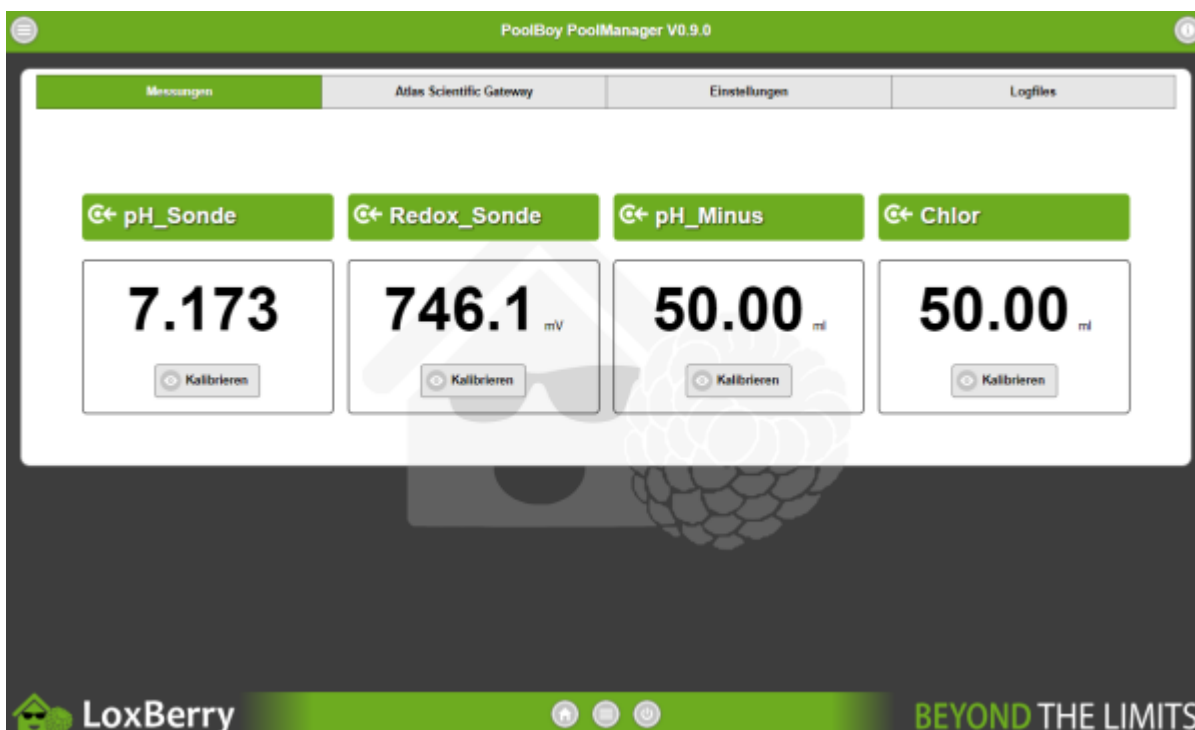 PoolBoy PoolManager V0.9.0
Messungen Atlas Scientific Gateway Einstellungen Logfiles
pH_Sonde Redox_Sonde pH_Minus Chlor
7.173 746.1 mV 50.00 ml 50.00 ml
Kalibrieren Kalibrieren Kalibrieren Kalibrieren
LoxBerry BEYOND THE LIMITS